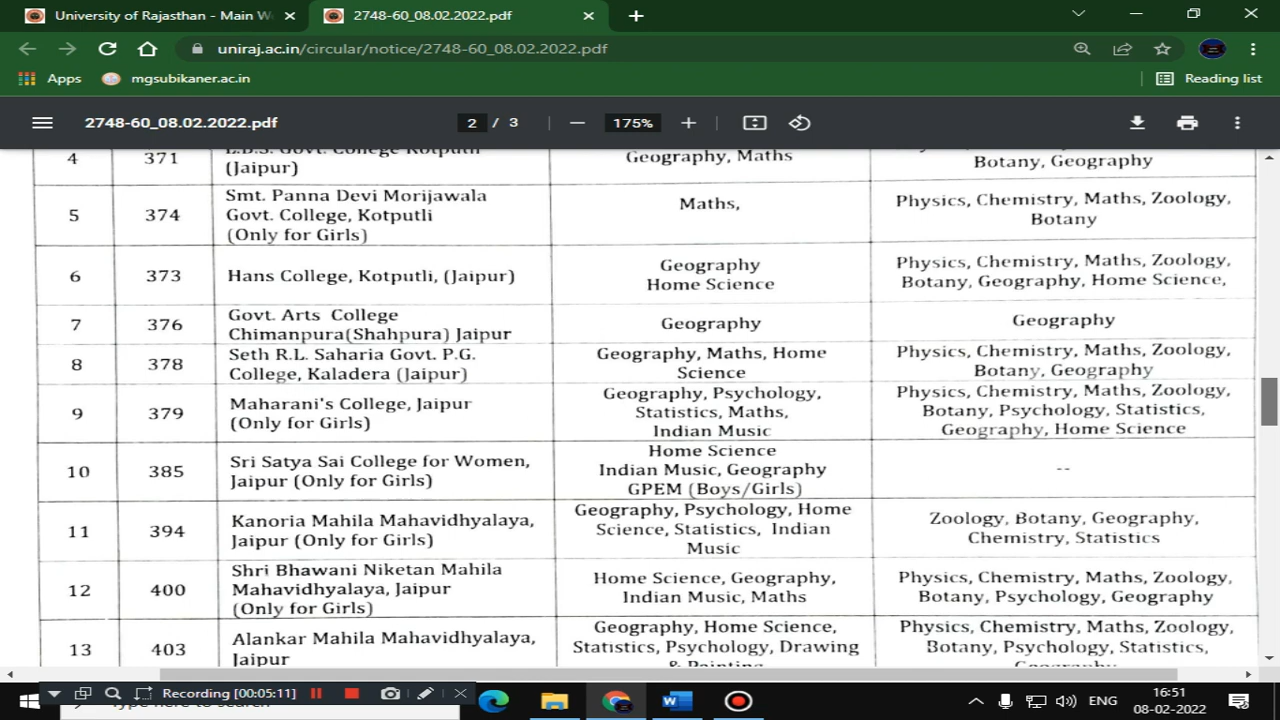 University of Rajasthan - Main W
2748-60_08.02.2022.pdf
uniraj.ac.in/circular/notice/2748-60_08.02.2022.pdf
Apps
mgsubikaner.ac.in
Reading list
2748-60_08.02.2022.pdf
2 / 3
175%
4 371 L.B.S. Govt. College Kotputli
(Jaipur)
Geography, Maths
Botany, Geography
5 374 Smt. Panna Devi Morijawala
Govt. College, Kotputli
(Only for Girls)
Maths,
Physics, Chemistry, Maths, Zoology,
Botany
6 373 Hans College, Kotputli, (Jaipur)
Geography
Home Science
Physics, Chemistry, Maths, Zoology,
Botany, Geography, Home Science,
7 376 Govt. Arts College
Chimanpura(Shahpura) Jaipur
Geography
Geography
8 378 Seth R.L. Saharia Govt. P.G.
College, Kaladera (Jaipur)
Geography, Maths, Home
Science
Physics, Chemistry, Maths, Zoology,
Botany, Geography
9 379 Maharani's College, Jaipur
(Only for Girls)
Geography, Psychology,
Statistics, Maths,
Indian Music
Physics, Chemistry, Maths, Zoology,
Botany, Psychology, Statistics,
Geography, Home Science
10 385 Sri Satya Sai College for Women,
Jaipur (Only for Girls)
Home Science
Indian Music, Geography
GPEM (Boys/Girls)
--
11 394 Kanoria Mahila Mahavidhyalaya,
Jaipur (Only for Girls)
Geography, Psychology, Home
Science, Statistics, Indian
Music
Zoology, Botany, Geography,
Chemistry, Statistics
12 400 Shri Bhawani Niketan Mahila
Mahavidhyalaya, Jaipur
(Only for Girls)
Home Science, Geography,
Indian Music, Maths
Physics, Chemistry, Maths, Zoology,
Botany, Psychology, Geography
13 403 Alankar Mahila Mahavidhyalaya,
Jaipur
Geography, Home Science,
Statistics, Psychology, Drawing
& Painting
Physics, Chemistry, Maths, Zoology,
Botany, Psychology, Statistics,
Geography
Recording [00:05:11]
Type here to search
ENG
16:51
08-02-2022